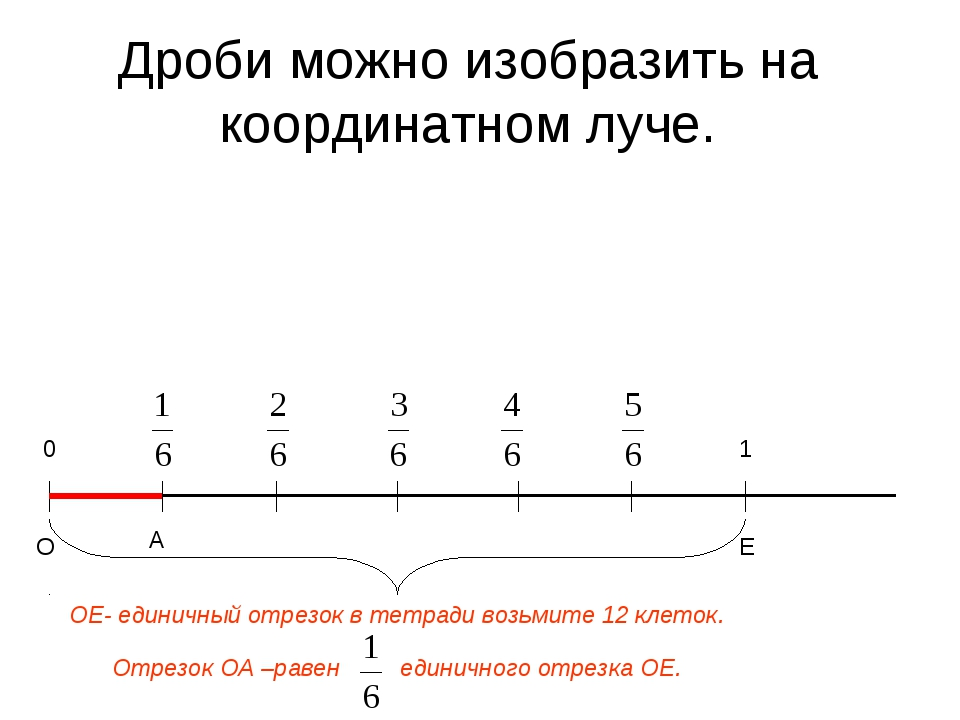 Дроби можно изобразить на
координатном луче.
1/6 2/6 3/6 4/6 5/6
0 1
О А Е
ОЕ- единичный отрезок в тетради возьмите 12 клеток.
Отрезок ОА –равен 1/6 единичного отрезка ОЕ.